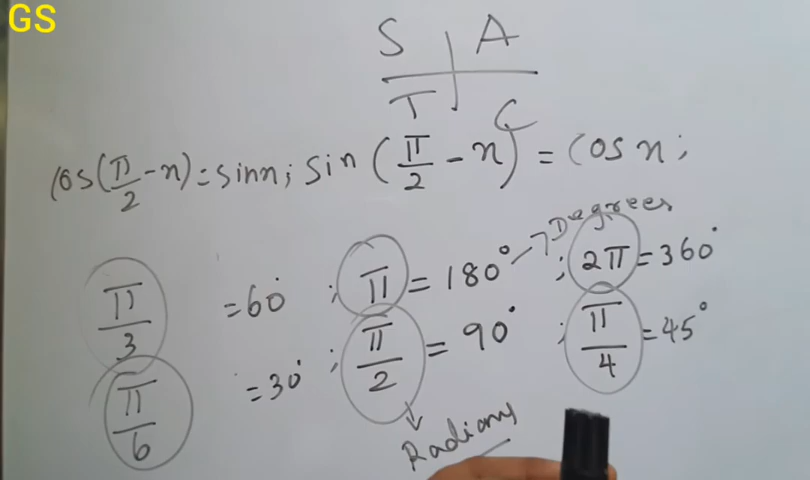 GS
S A
T C
cos(π/2 - x) = sinx; sin(π/2 - x) = cos x;
Degrees
π/3 = 60°; π = 180° → ; 2π = 360°
π/6 = 30°; π/2 = 90°; π/4 = 45°
Radians